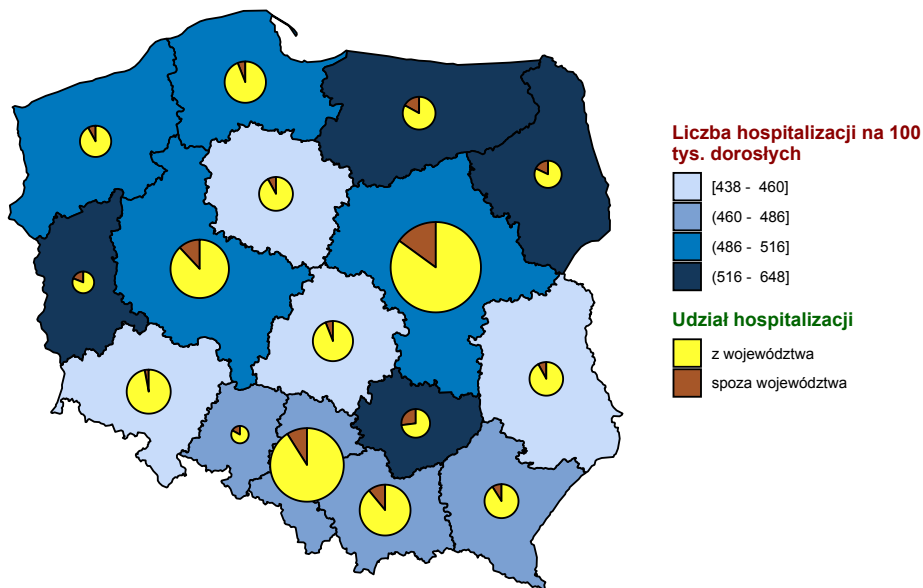 Liczba hospitalizacji na 100
tys. dorosłych
[438 - 460]
(460 - 486]
(486 - 516]
(516 - 648]
Udział hospitalizacji
z województwa
spoza województwa